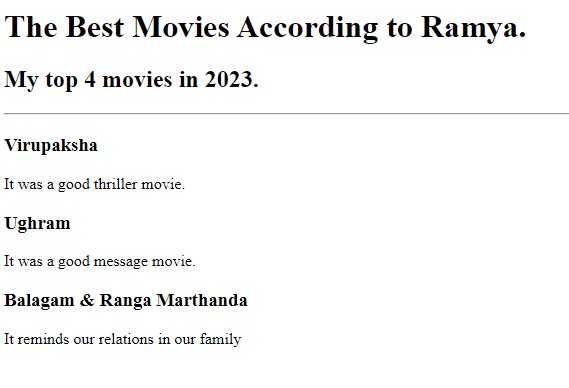 The Best Movies According to Ramya.
My top 4 movies in 2023.
Virupaksha
It was a good thriller movie.
Ughram
It was a good message movie.
Balagam & Ranga Marthanda
It reminds our relations in our family